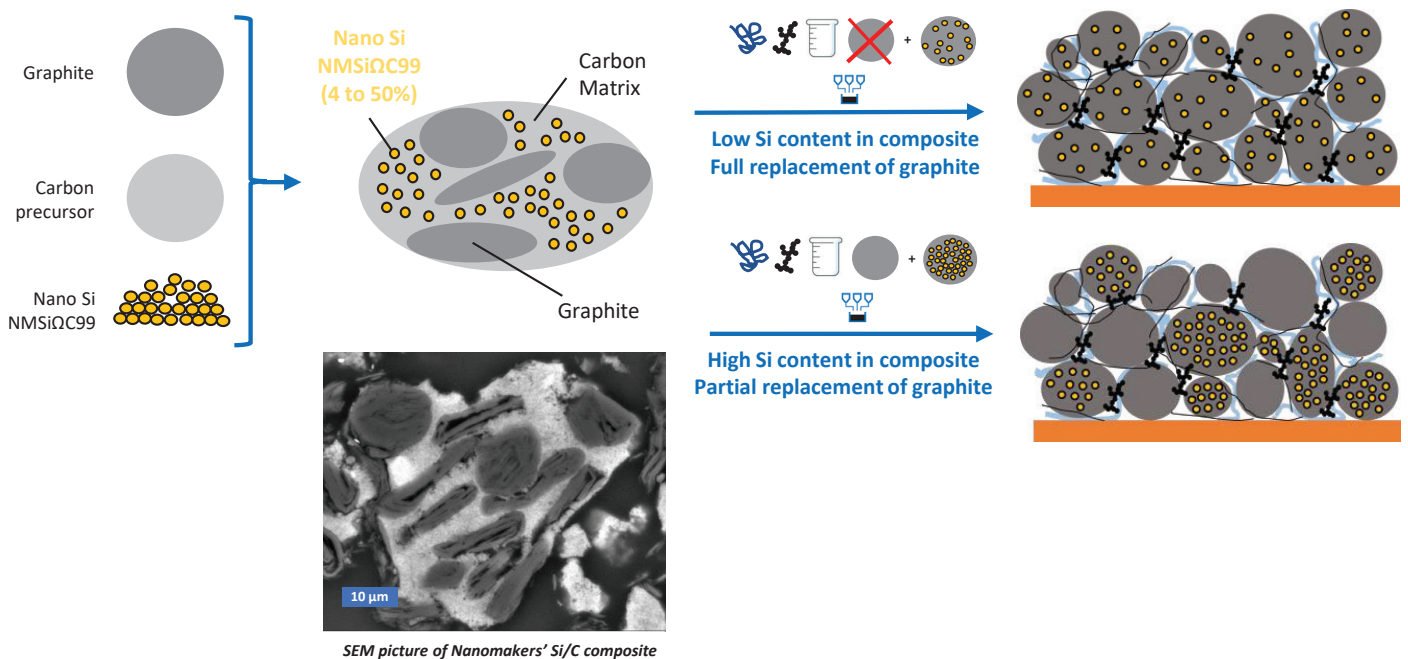 Graphite
Carbon
precursor
Nano Si
NMSiΩC99
Nano Si
NMSiΩC99
(4 to 50%)
Carbon
Matrix
Graphite
10 µm
SEM picture of Nanomakers' Si/C composite
+
Low Si content in composite
Full replacement of graphite
+
High Si content in composite
Partial replacement of graphite